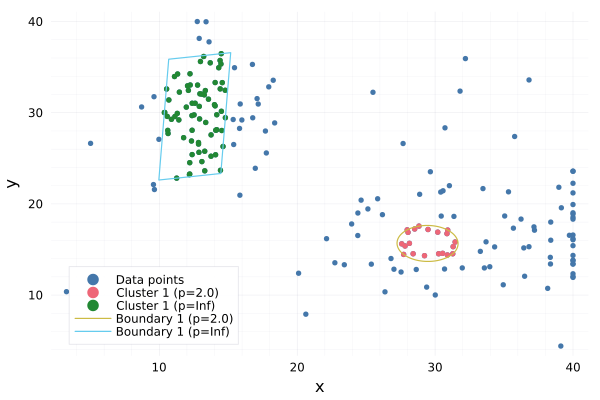 40
30
20
10
y
Data points
Cluster 1 (p=2.0)
Cluster 1 (p=Inf)
Boundary 1 (p=2.0)
Boundary 1 (p=Inf)
10
20
30
40
x